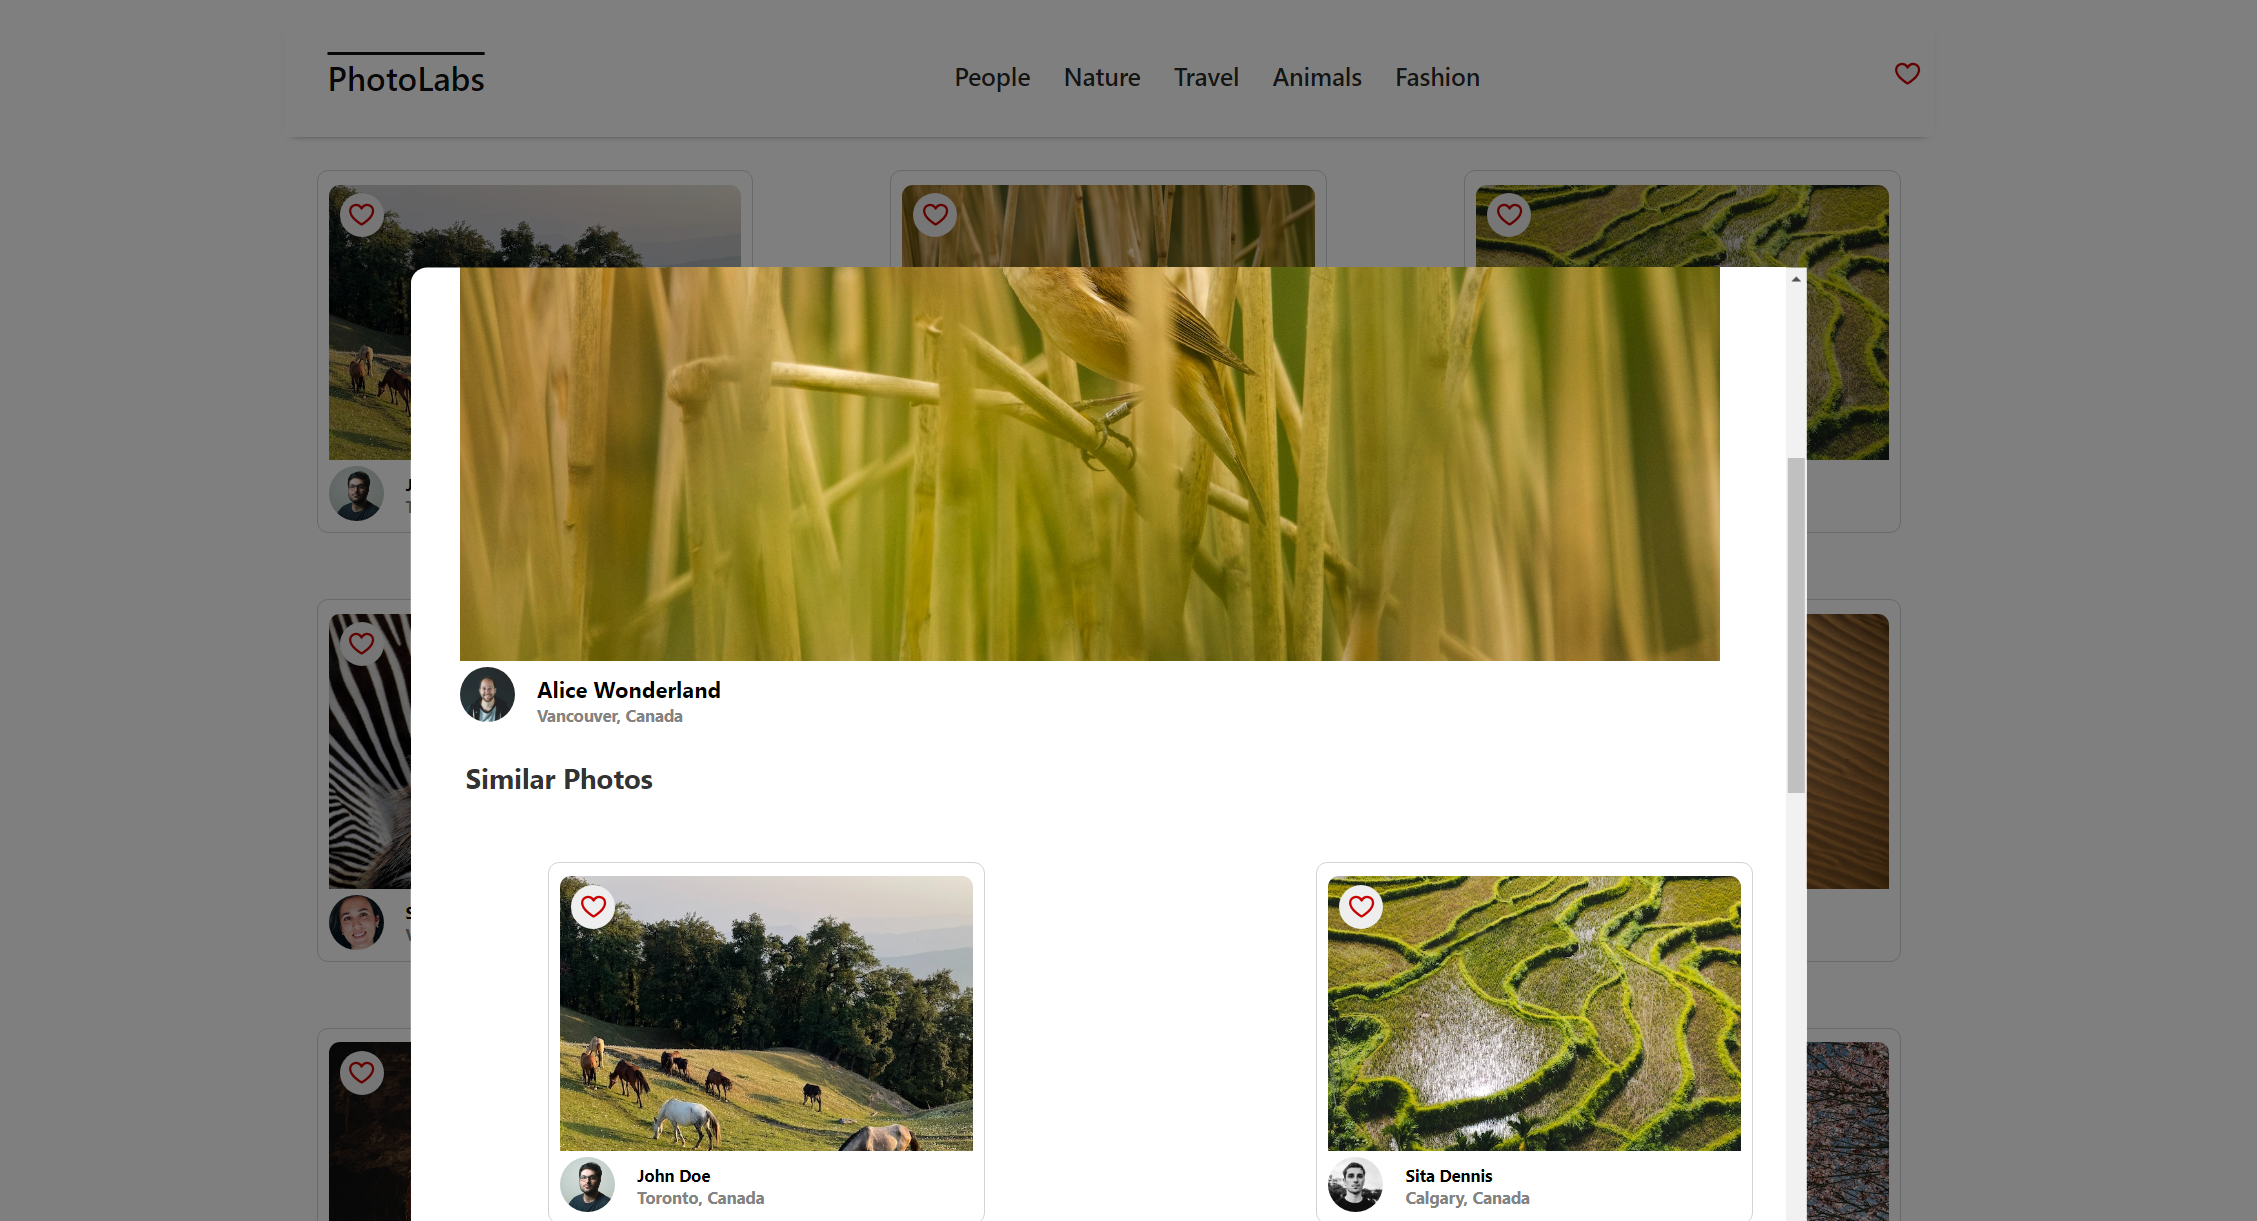 PhotoLabs
People Nature Travel Animals Fashion
Alice Wonderland
Vancouver, Canada
Similar Photos
John Doe
Toronto, Canada
Sita Dennis
Calgary, Canada